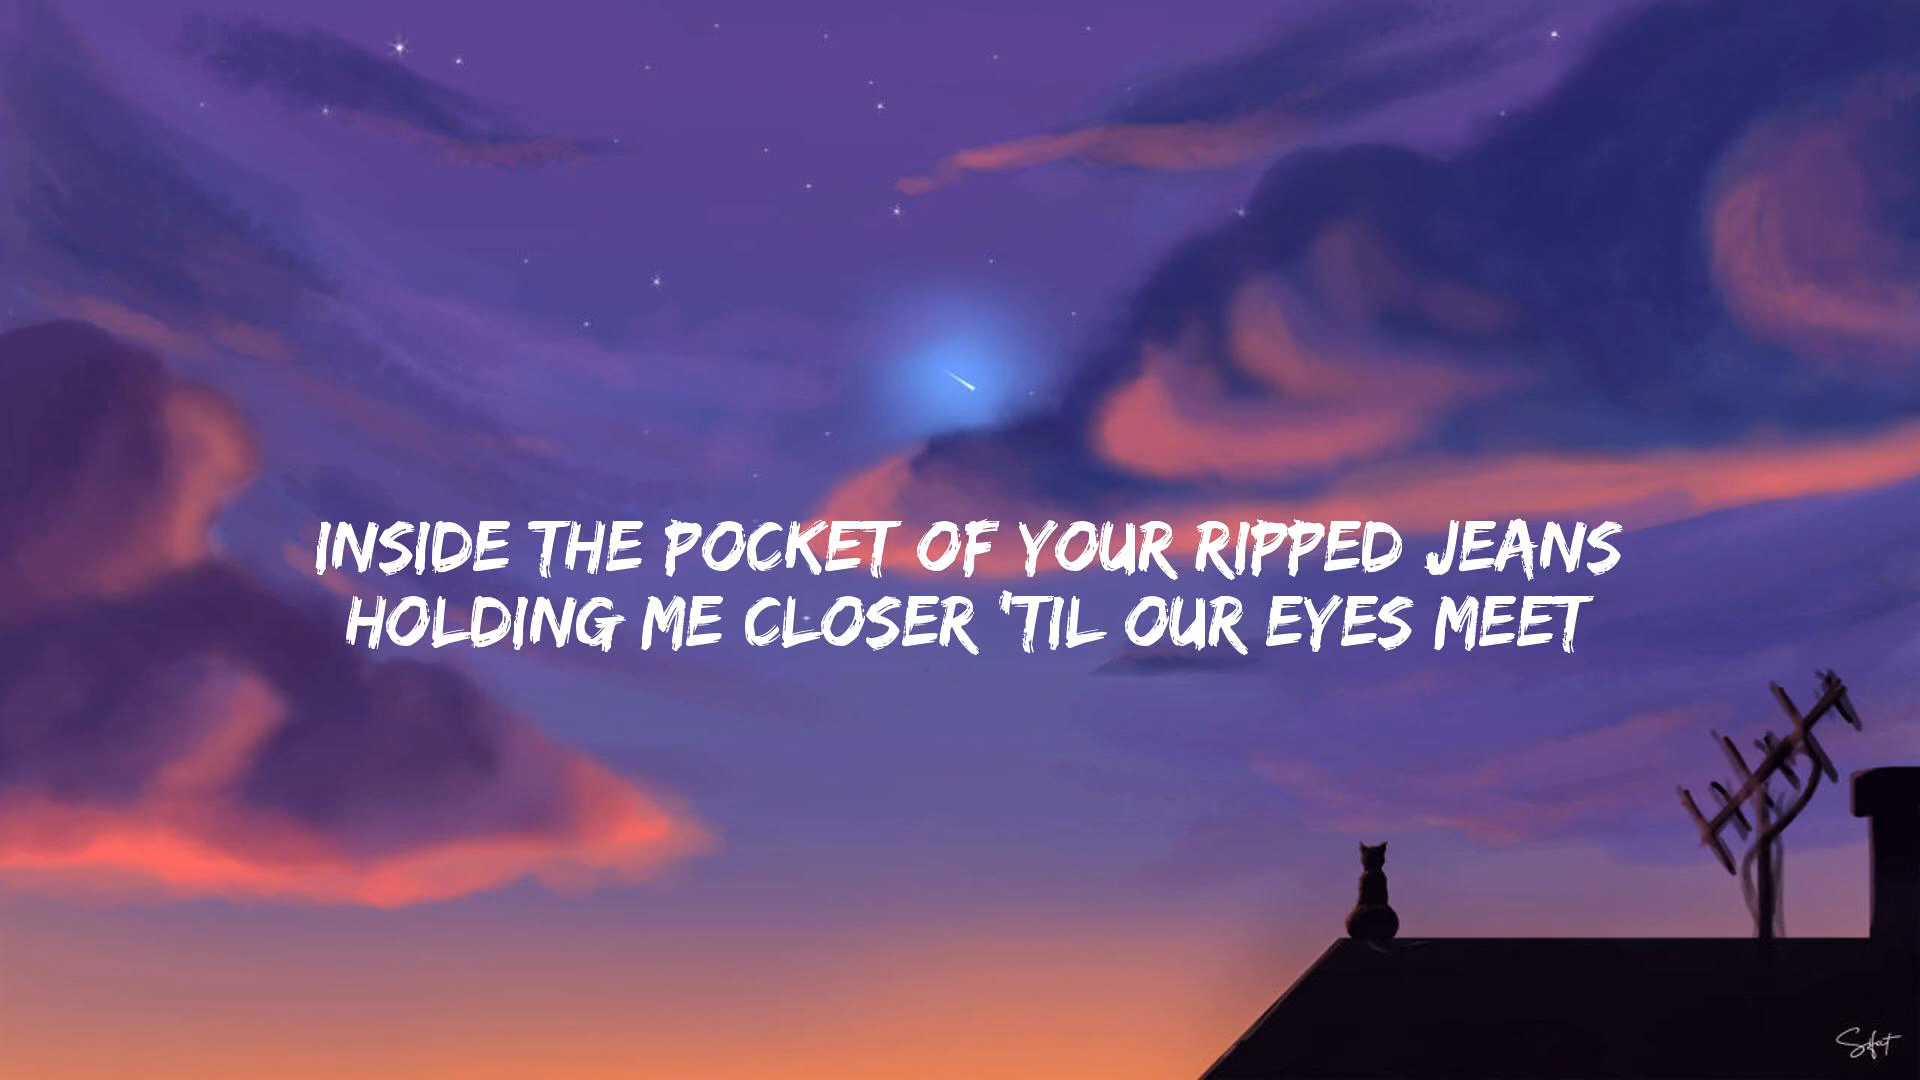 INSIDE THE POCKET OF YOUR RIPPED JEANS
HOLDING ME CLOSER 'TIL OUR EYES MEET